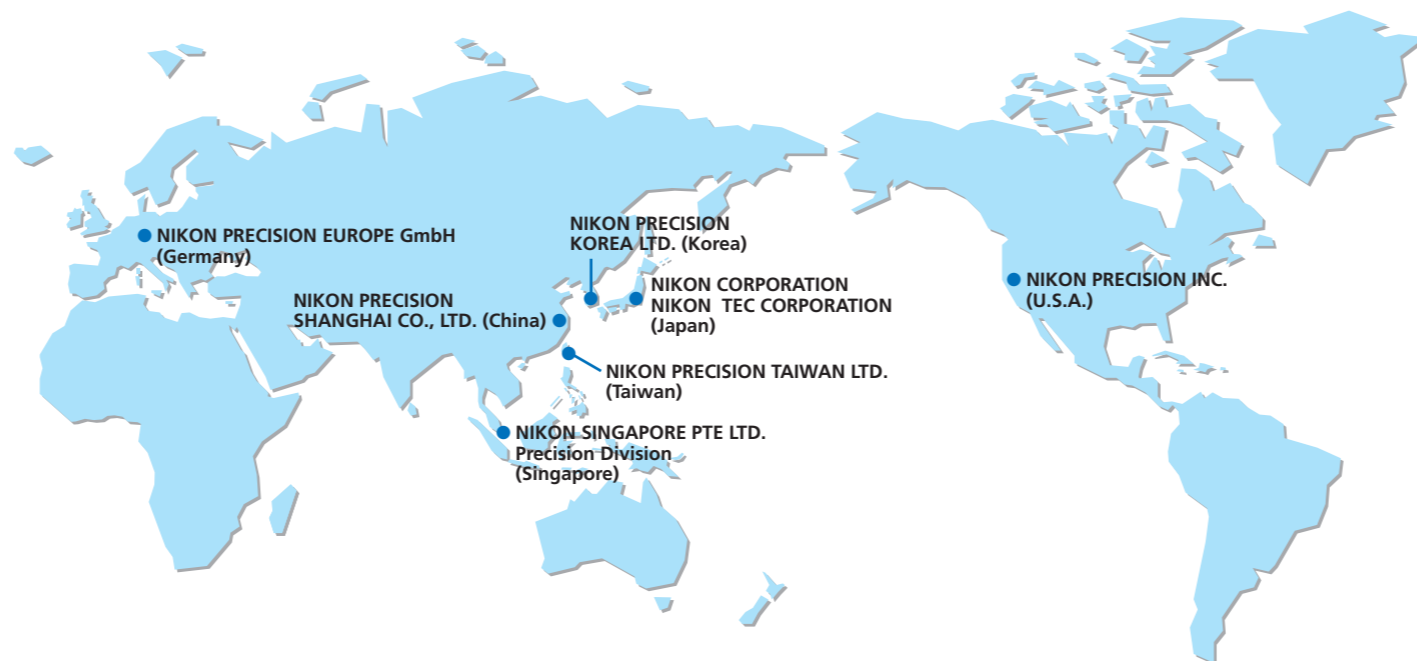 NIKON PRECISION EUROPE GmbH
(Germany)
NIKON PRECISION
KOREA LTD. (Korea)
NIKON PRECISION
SHANGHAI CO., LTD. (China)
NIKON CORPORATION
NIKON TEC CORPORATION
(Japan)
NIKON PRECISION INC.
(U.S.A.)
NIKON PRECISION TAIWAN LTD.
(Taiwan)
NIKON SINGAPORE PTE LTD.
Precision Division
(Singapore)